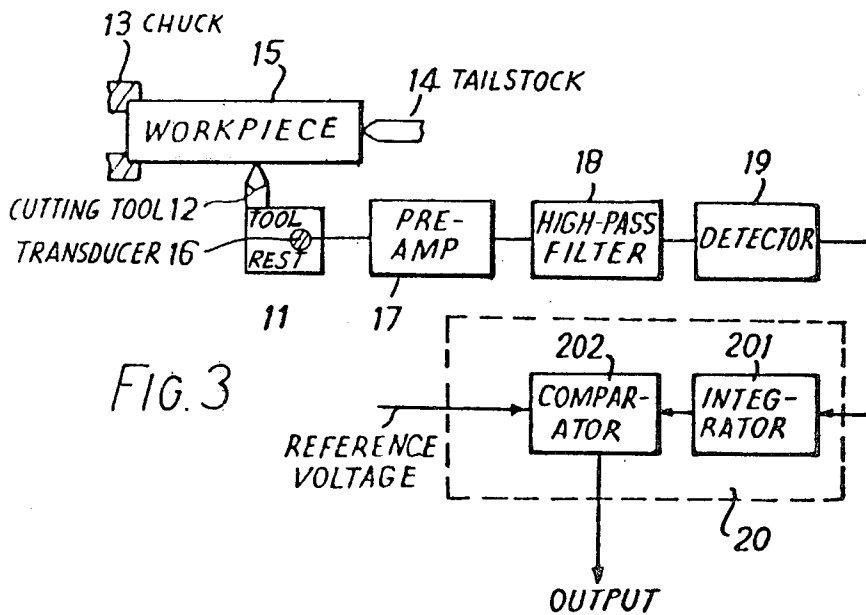 13 CHUCK
15
14 TAILSTOCK
WORKPIECE
CUTTING TOOL 12
TOOL
REST
TRANSDUCER 16
11
PRE-
AMP
17
18
HIGH-PASS
FILTER
19
DETECTOR
FIG. 3
202
COMPAR-
ATOR
201
INTEG-
RATOR
REFERENCE
VOLTAGE
20
OUTPUT